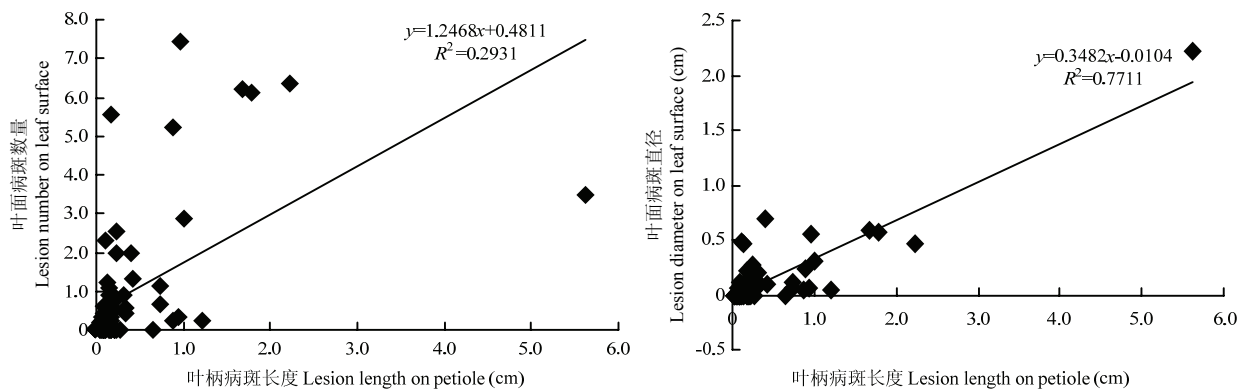 叶面病斑数量
Lesion number on leaf surface
8.0
7.0
6.0
5.0
4.0
3.0
2.0
1.0
0
y=1.2468x+0.4811
R²=0.2931
0 1.0 2.0 3.0 4.0 5.0 6.0
叶柄病斑长度 Lesion length on petiole (cm)
叶面病斑直径
Lesion diameter on leaf surface (cm)
2.5
2.0
1.5
1.0
0.5
0
-0.5
y=0.3482x-0.0104
R²=0.7711
0 1.0 2.0 3.0 4.0 5.0 6.0
叶柄病斑长度 Lesion length on petiole (cm)